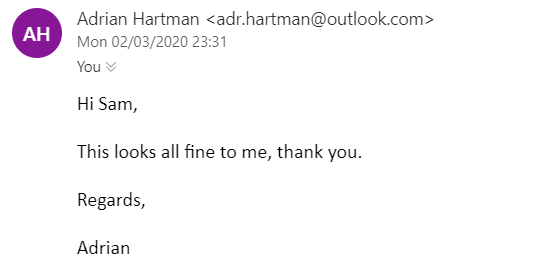 AH
Adrian Hartman <adr.hartman@outlook.com>
Mon 02/03/2020 23:31
You
Hi Sam,
This looks all fine to me, thank you.
Regards,
Adrian